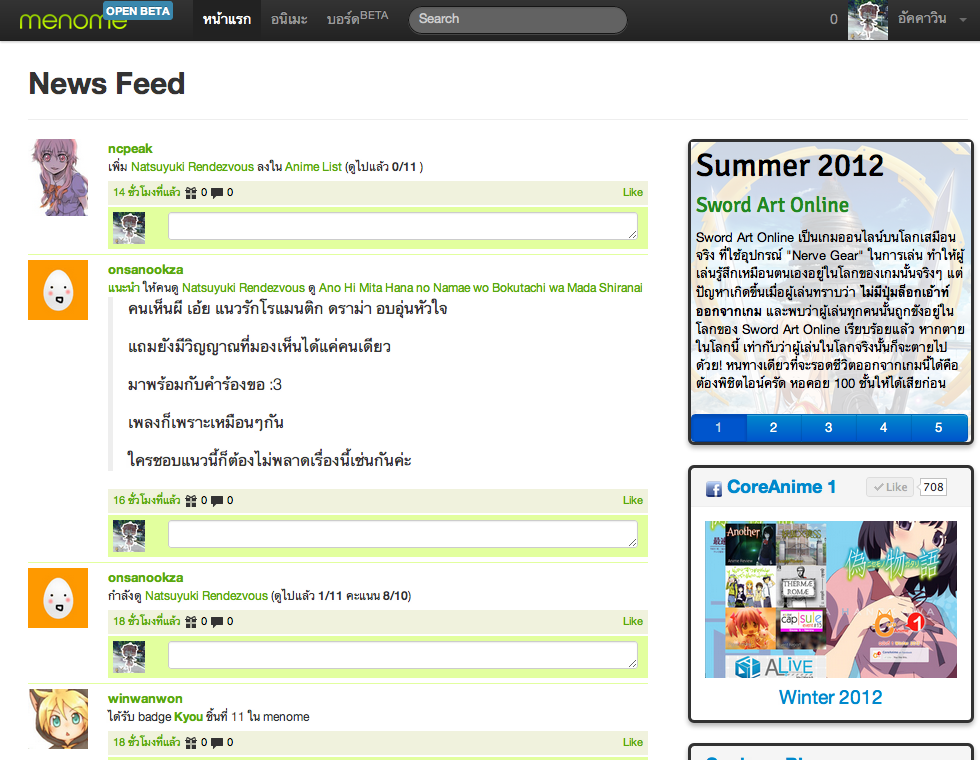 menome OPEN BETA
หน้าแรก อนิเมะ บอร์ดBETA Search 0 อัคคาวิน
News Feed
ncpeak
เพิ่ม Natsuyuki Rendezvous ลงใน Anime List (ดูไปแล้ว 0/11 )
14 ชั่วโมงที่แล้ว 0 0 Like
onsanookza
แนะนำ ให้คนดู Natsuyuki Rendezvous ดู Ano Hi Mita Hana no Namae wo Bokutachi wa Mada Shiranai
คนเห็นผี เอ้ย แนวรักโรแมนติก ดราม่า อบอุ่นหัวใจ
แถมยังมีวิญญาณที่มองเห็นได้แค่คนเดียว
มาพร้อมกับคำร้องขอ :3
เพลงก็เพราะเหมือนๆกัน
ใครชอบแนวนี้ก็ต้องไม่พลาดเรื่องนี้เช่นกันค่ะ
16 ชั่วโมงที่แล้ว 0 0 Like
onsanookza
กำลังดู Natsuyuki Rendezvous (ดูไปแล้ว 1/11 คะแนน 8/10)
18 ชั่วโมงที่แล้ว 0 0 Like
winwanwon
ได้รับ badge Kyou ชิ้นที่ 11 ใน menome
18 ชั่วโมงที่แล้ว 0 0 Like
Summer 2012
Sword Art Online
Sword Art Online เป็นเกมออนไลน์บนโลกเสมือน
จริง ที่ใช้อุปกรณ์ "Nerve Gear" ในการเล่น ทำให้ผู้
เล่นรู้สึกเหมือนตนเองอยู่ในโลกของเกมนั้นจริงๆ แต่
ปัญหาเกิดขึ้นเมื่อผู้เล่นทราบว่า ไม่มีปุ่มล็อกเอ้าท์
ออกจากเกม และพบว่าผู้เล่นทุกคนนั้นถูกขังอยู่ใน
โลกของ Sword Art Online เรียบร้อยแล้ว หากตาย
ในโลกนี้ เท่ากับว่าผู้เล่นในโลกจริงนั้นก็จะตายไป
ด้วย! หนทางเดียวที่จะรอดชีวิตออกจากเกมนี้ได้คือ
ต้องพิชิตไอน์ครัด หอคอย 100 ชั้นให้ได้เสียก่อน
1 2 3 4 5
CoreAnime 1 Like 708
Another
偽物語
THERMÆ
ROMÆ
capsule
1
ALiVE
Winter 2012